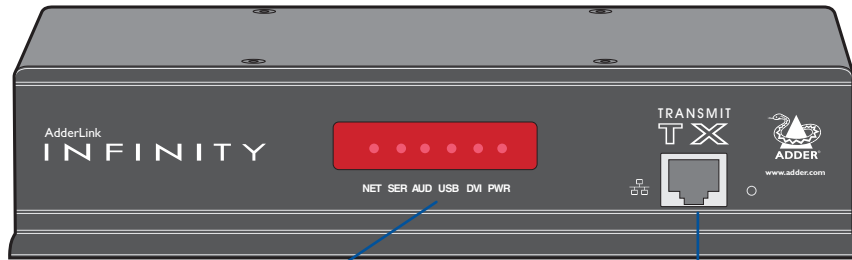 AdderLink
INFINITY
NET SER AUD USB DVI PWR
TRANSMIT
TX
ADDER®
www.adder.com